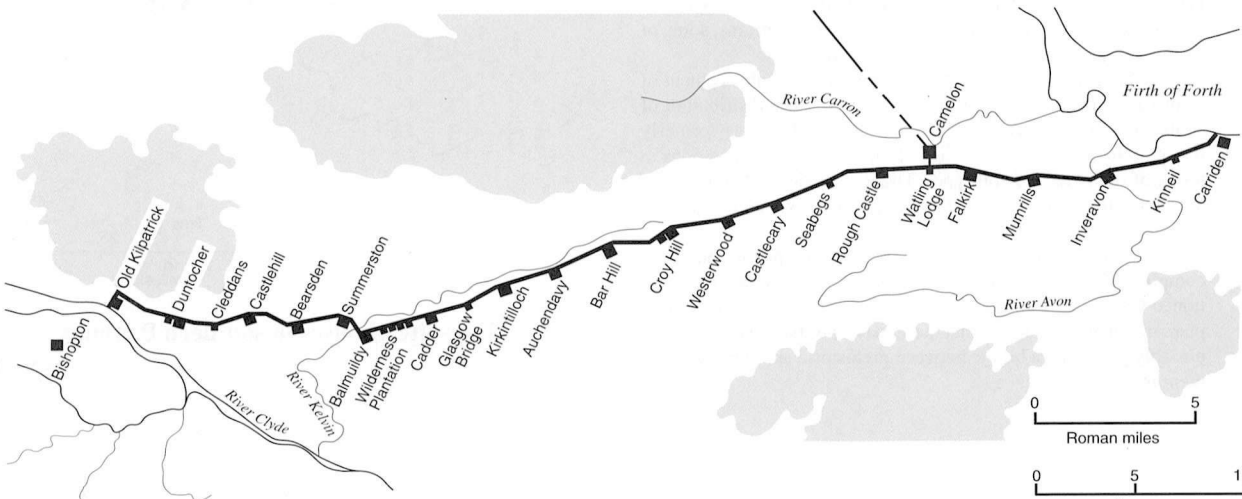 Old Kilpatrick
Duntocher
Cleddans
Castlehill
Bearsden
Summerston
Bishopton
River Clyde
River Kelvin
Balmuildy
Wilderness
Plantation
Cadder
Glasgow
Bridge
Kirkintilloch
Auchendavy
Bar Hill
Croy Hill
Westerwood
Castlecary
Seabegs
Rough Castle
Watling
Lodge
Camelon
Falkirk
Mumrills
Inveravon
Kinneil
Carriden
River Carron
Firth of Forth
River Avon
0 5
Roman miles
0 5 1